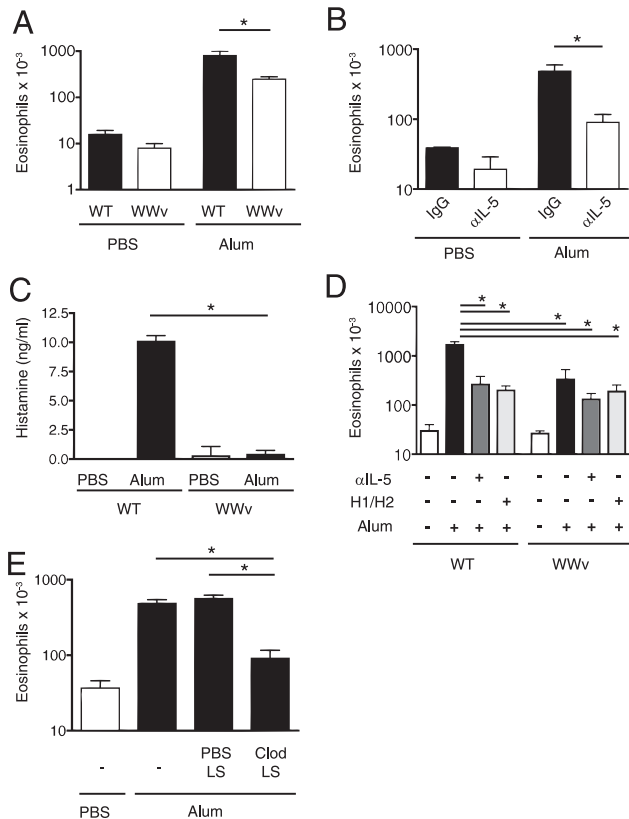 A
Eosinophils x 10⁻³
1000
100
10
1
*
WT WWv WT WWv
PBS Alum
B
Eosinophils x 10⁻³
1000
100
10
*
IgG αIL-5 IgG αIL-5
PBS Alum
C
Histamine (ng/ml)
12.5
10.0
7.5
5.0
2.5
0.0
*
PBS Alum PBS Alum
WT WWv
D
Eosinophils x 10⁻³
10000
1000
100
10
* * * * *
αIL-5 - - + - - - + -
H1/H2 - - - + - - - +
Alum - + + + - + + +
WT WWv
E
Eosinophils x 10⁻³
1000
100
10
*
*
- - PBS Clod
LS LS
PBS Alum